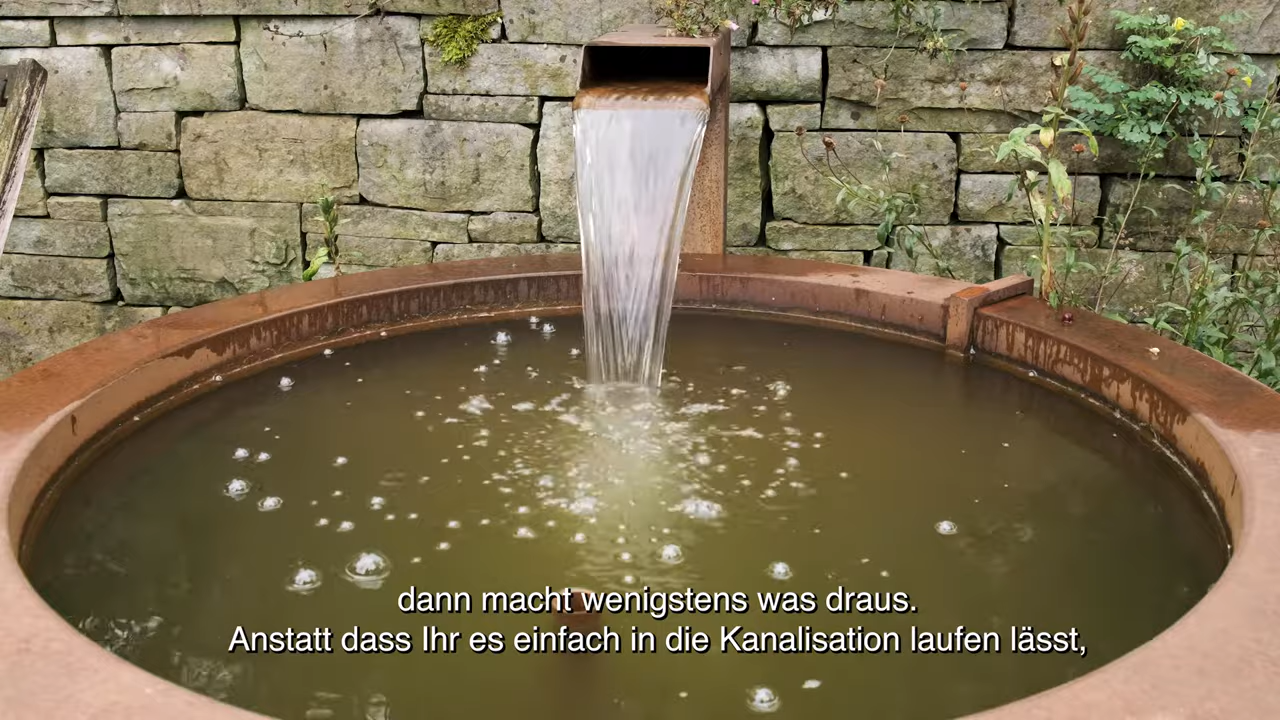 dann macht wenigstens was draus.
Anstatt dass Ihr es einfach in die Kanalisation laufen lässt,